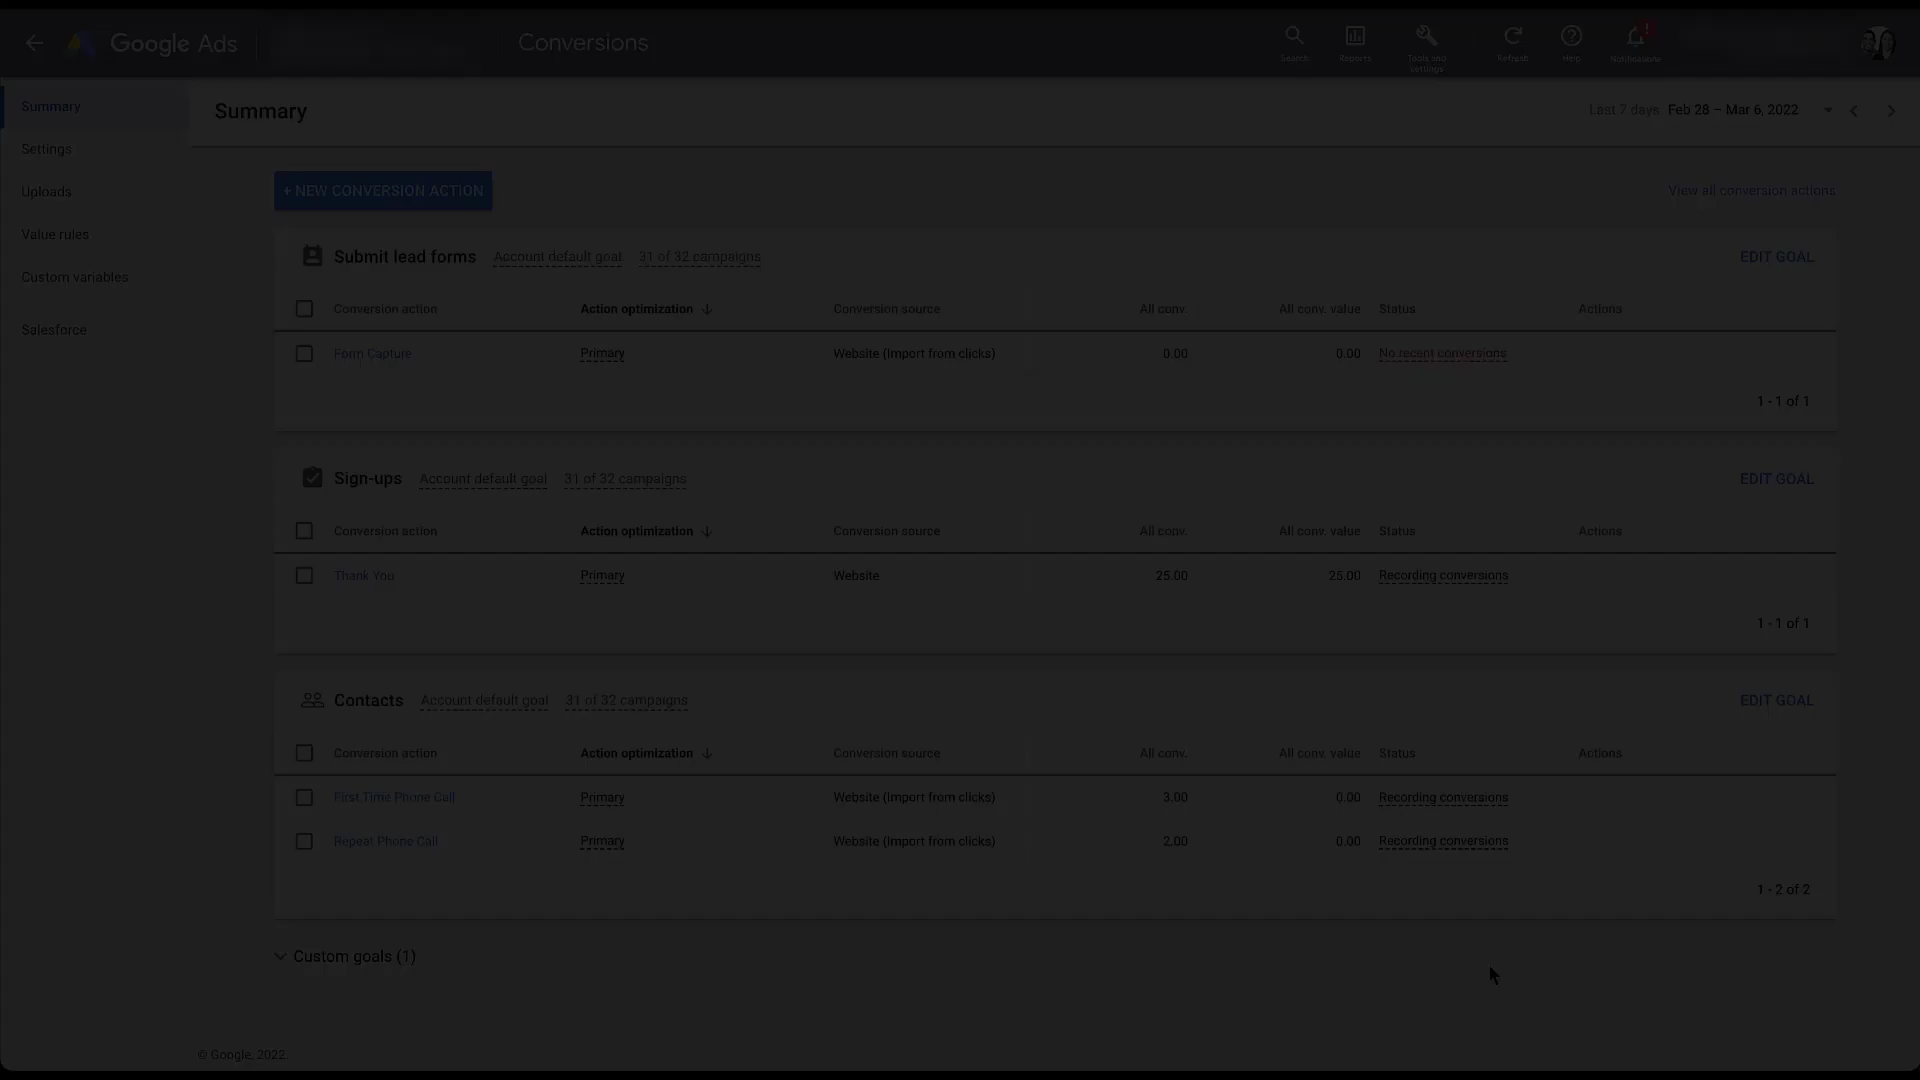 Google Ads
Conversions
Search
Reports
Tools and settings
Refresh
Help
Notifications
!
Summary
Settings
Uploads
Value rules
Custom variables
Salesforce
Summary
Last 7 days Feb 28 – Mar 6, 2022
+ NEW CONVERSION ACTION
View all conversion actions
Submit lead forms Account default goal 31 of 32 campaigns EDIT GOAL
Conversion action Action optimization Conversion source All conv. All conv. value Status Actions
Form Capture Primary Website (Import from clicks) 0.00 0.00 No recent conversions
1 - 1 of 1
Sign-ups Account default goal 31 of 32 campaigns EDIT GOAL
Conversion action Action optimization Conversion source All conv. All conv. value Status Actions
Thank You Primary Website 25.00 25.00 Recording conversions
1 - 1 of 1
Contacts Account default goal 31 of 32 campaigns EDIT GOAL
Conversion action Action optimization Conversion source All conv. All conv. value Status Actions
First Time Phone Call Primary Website (Import from clicks) 3.00 0.00 Recording conversions
Repeat Phone Call Primary Website (Import from clicks) 2.00 0.00 Recording conversions
1 - 2 of 2
Custom goals (1)
© Google, 2022.